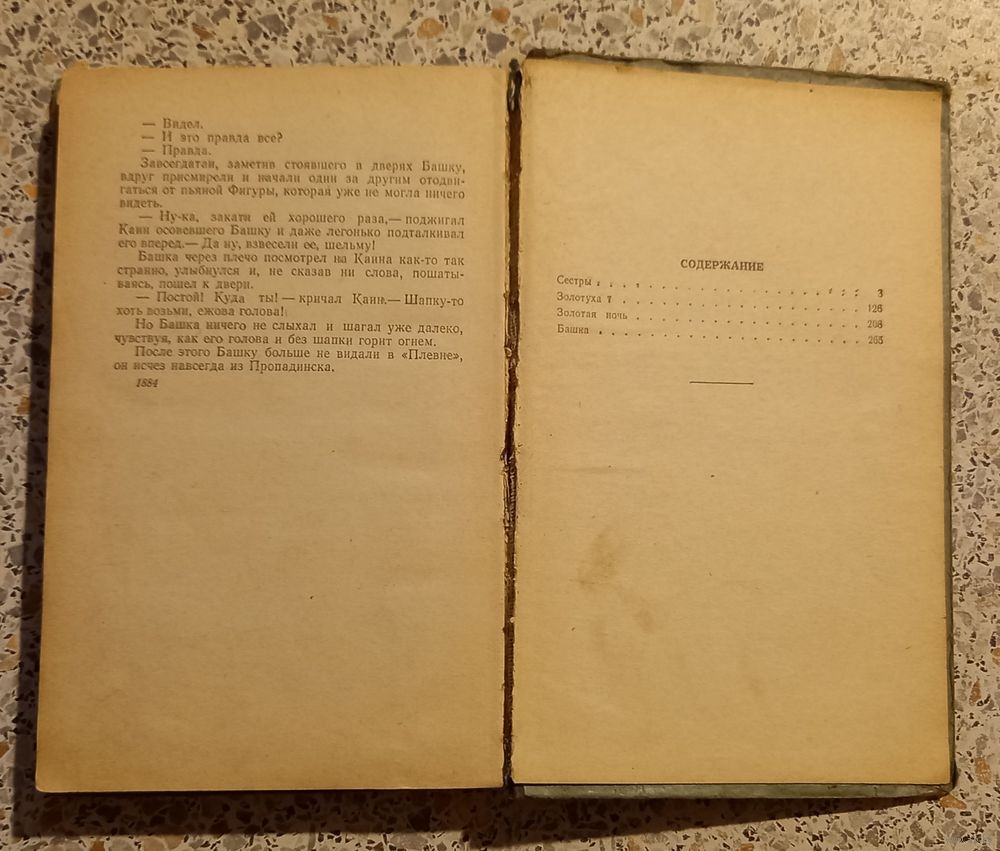 — Видел.
— И это правда все?
— Правда.
Завсегдатаи, заметив стоявшего в дверях Башку,
вдруг присмирели и начали один за другим отодви-
гаться от пьяной Фигуры, которая уже не могла ничего
видеть.
— Ну-ка, закати ей хорошего раза,— поджигал
Каин осовевшего Башку и даже легонько подталкивал
его вперед.— Да ну, взвесели ее, шельму!
Башка через плечо посмотрел на Каина как-то так
странно, улыбнулся и, не сказав ни слова, пошаты-
ваясь, пошел к двери.
— Постой! Куда ты! — кричал Каин.— Шапку-то
хоть возьми, ежова голова!
Но Башка ничего не слыхал и шагал уже далеко,
чувствуя, как его голова и без шапки горит огнем.
После этого Башку больше не видали в «Плевне»,
он исчез навсегда из Пропадинска.
1884
СОДЕРЖАНИЕ
Сестры . . . . . . . 3
Золотуха . . . . . . . 126
Золотая ночь . . . . . . . 208
Башка . . . . . . . 265